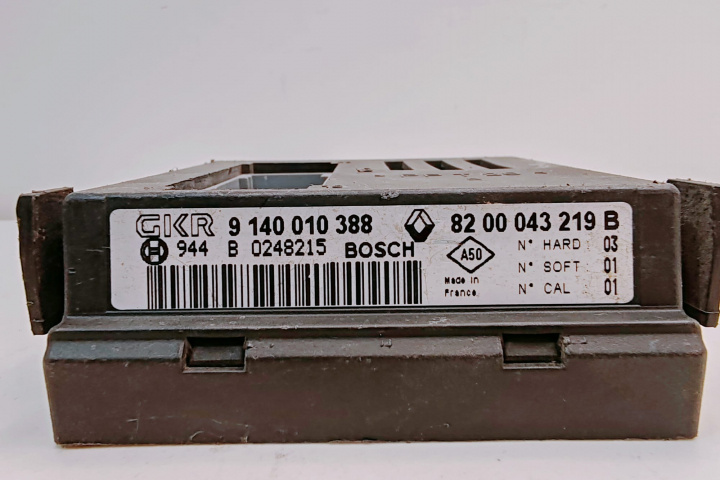 GKR 9 140 010 388 82 00 043 219 B
944 B 0248215 BOSCH A50 N° HARD 03
N° SOFT 01
Made in France. N° CAL 01